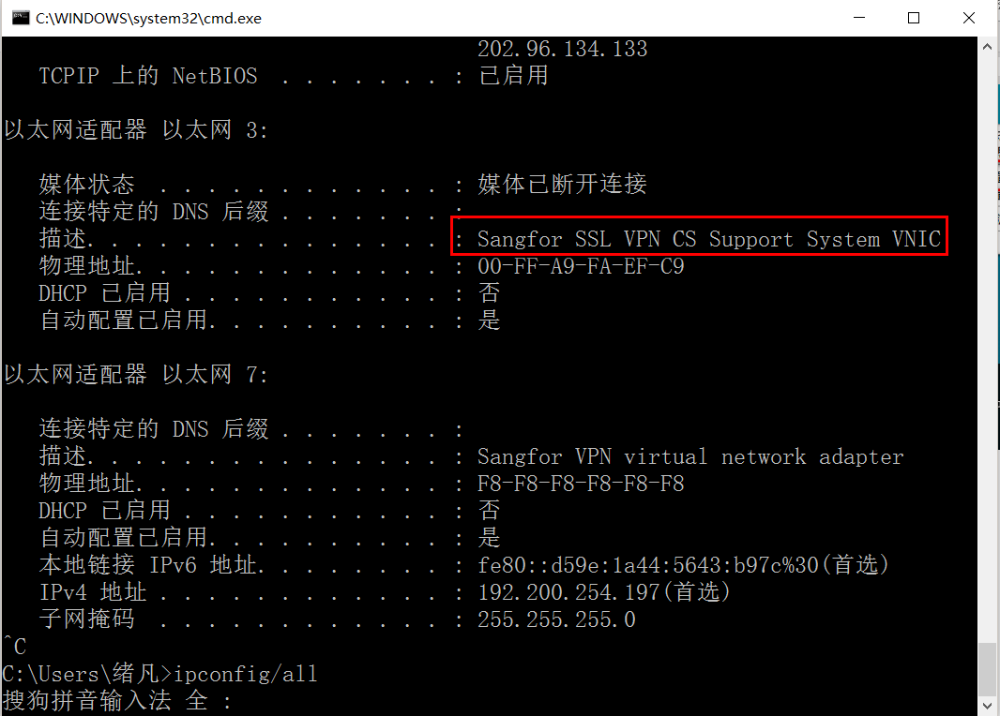 C:\WINDOWS\system32\cmd.exe
202.96.134.133
TCPIP 上的 NetBIOS . . . . . . . : 已启用
以太网适配器 以太网 3:
媒体状态 . . . . . . . . . . . . : 媒体已断开连接
连接特定的 DNS 后缀 . . . . . . . :
描述. . . . . . . . . . . . . . . : Sangfor SSL VPN CS Support System VNIC
物理地址. . . . . . . . . . . . . : 00-FF-A9-FA-EF-C9
DHCP 已启用 . . . . . . . . . . . : 否
自动配置已启用. . . . . . . . . . : 是
以太网适配器 以太网 7:
连接特定的 DNS 后缀 . . . . . . . :
描述. . . . . . . . . . . . . . . : Sangfor VPN virtual network adapter
物理地址. . . . . . . . . . . . . : F8-F8-F8-F8-F8-F8
DHCP 已启用 . . . . . . . . . . . : 否
自动配置已启用. . . . . . . . . . : 是
本地链接 IPv6 地址. . . . . . . . : fe80::d59e:1a44:5643:b97c%30(首选)
IPv4 地址 . . . . . . . . . . . . : 192.200.254.197(首选)
子网掩码 . . . . . . . . . . . . : 255.255.255.0
^C
C:\Users\绪凡>ipconfig/all
搜狗拼音输入法 全 :